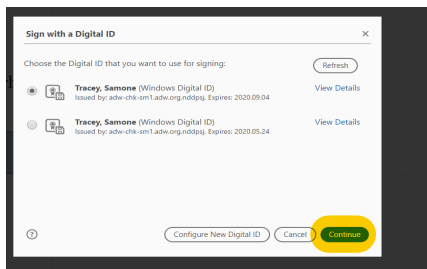 Sign with a Digital ID
Choose the Digital ID that you want to use for signing:
Refresh
Tracey, Samone (Windows Digital ID)
View Details
Issued by: adw-chk-sm1.adw.org.nddpsj, Expires: 2020.09.04
Tracey, Samone (Windows Digital ID)
View Details
Issued by: adw-chk-sm1.adw.org.nddpsj, Expires: 2020.05.24
Configure New Digital ID
Cancel
Continue